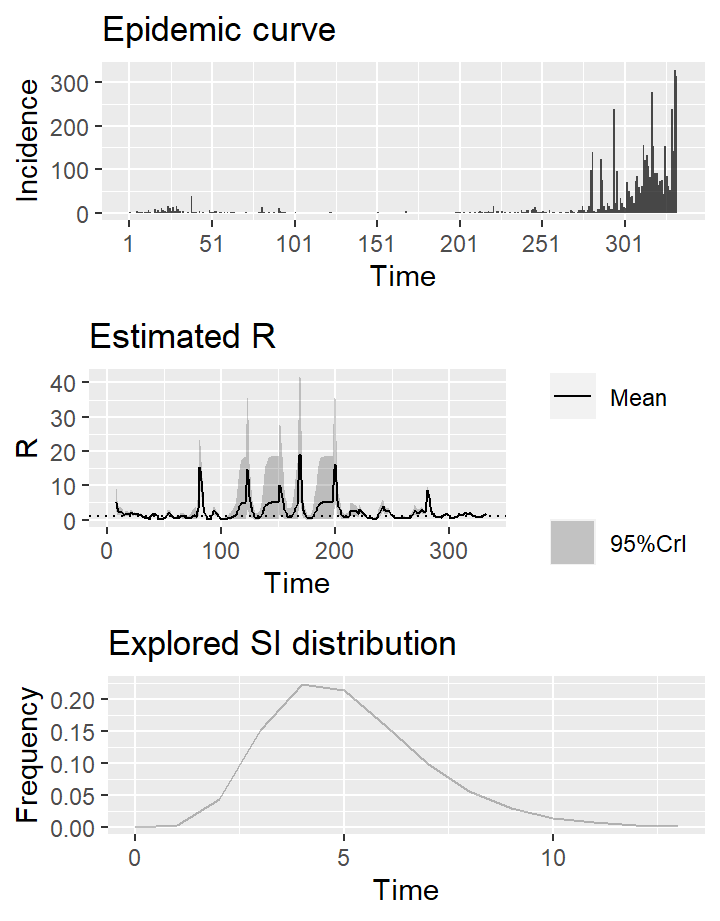 Epidemic curve
300
200
100
0
Incidence
1 51 101 151 201 251 301
Time
Estimated R
40
30
20
10
0
R
0 100 200 300
Time
Mean
95%CrI
Explored SI distribution
0.20
0.15
0.10
0.05
0.00
Frequency
0 5 10
Time